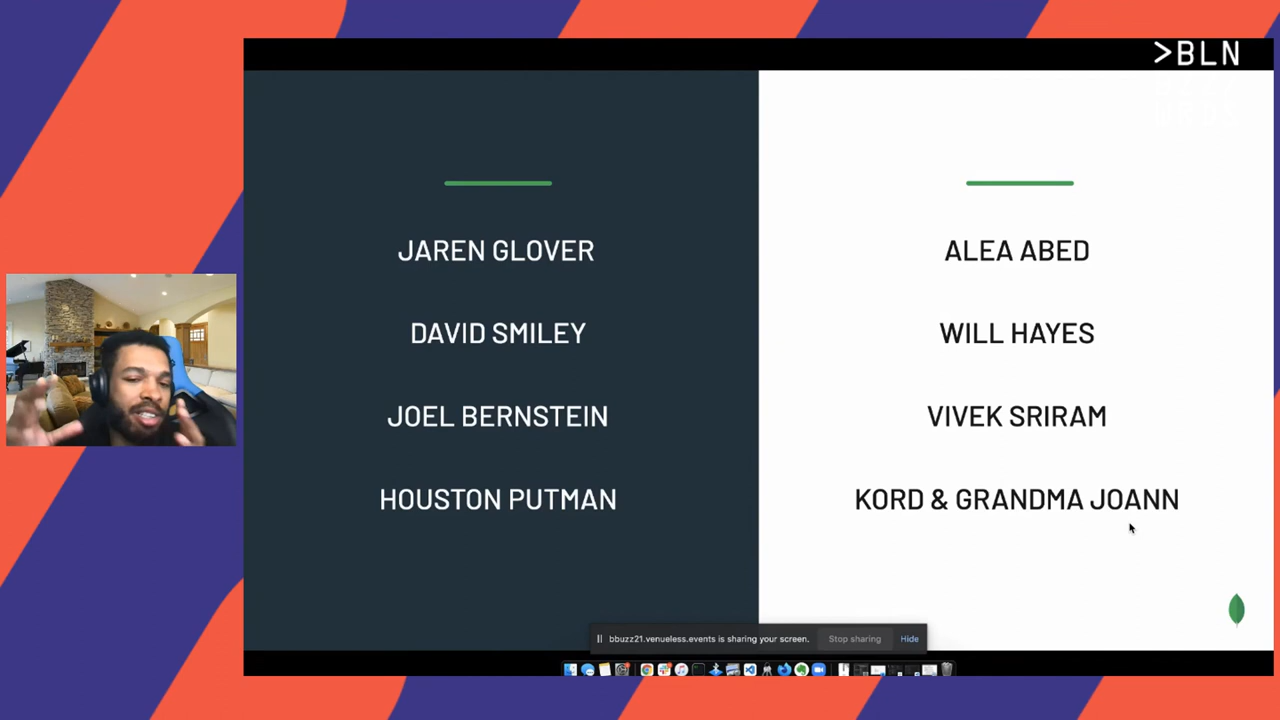 >BLN
JAREN GLOVER
DAVID SMILEY
JOEL BERNSTEIN
HOUSTON PUTMAN
ALEA ABED
WILL HAYES
VIVEK SRIRAM
KORD & GRANDMA JOANN
bbuzz21.venueless.events is sharing your screen.
Stop sharing
Hide